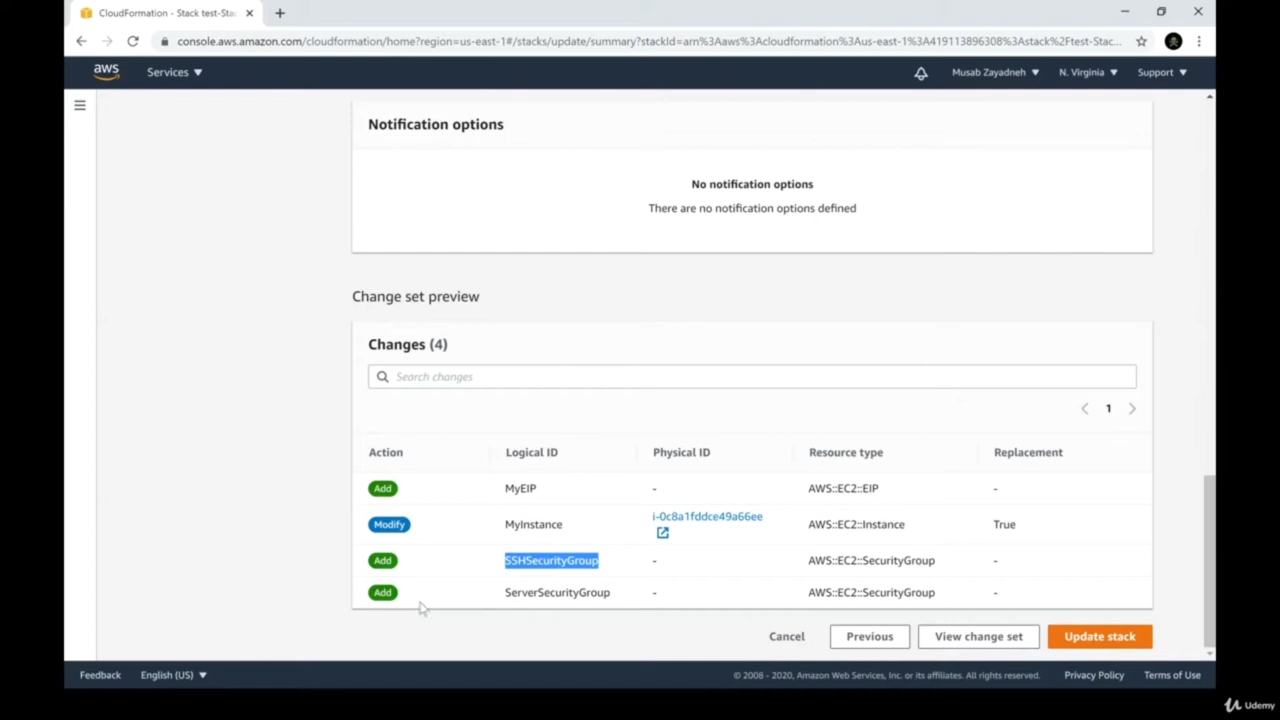 CloudFormation - Stack test-Stac
console.aws.amazon.com/cloudformation/home?region=us-east-1#/stacks/update/summary?stackId=arn%3Aaws%3Acloudformation%3Aus-east-1%3A419113896308%3Astack%2Ftest-Stac...
aws Services Musab Zayadneh N. Virginia Support
Notification options
No notification options
There are no notification options defined
Change set preview
Changes (4)
Search changes
1
Action Logical ID Physical ID Resource type Replacement
Add MyEIP - AWS::EC2::EIP -
Modify MyInstance i-0c8a1fddce49a66ee AWS::EC2::Instance True
Add SSHSecurityGroup - AWS::EC2::SecurityGroup -
Add ServerSecurityGroup - AWS::EC2::SecurityGroup -
Cancel Previous View change set Update stack
Feedback English (US) © 2008 - 2020, Amazon Web Services, Inc. or its affiliates. All rights reserved. Privacy Policy Terms of Use
Udemy